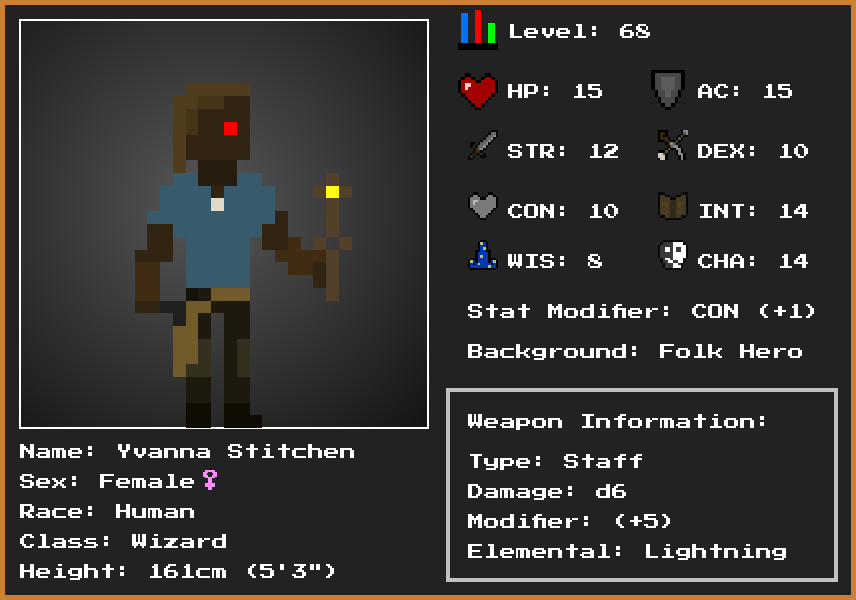 Level: 68
HP: 15 AC: 15
STR: 12 DEX: 10
CON: 10 INT: 14
WIS: 8 CHA: 14
Stat Modifier: CON (+1)
Background: Folk Hero
Weapon Information:
Type: Staff
Damage: d6
Modifier: (+5)
Elemental: Lightning
Name: Yvanna Stitchen
Sex: Female♀
Race: Human
Class: Wizard
Height: 161cm (5'3")